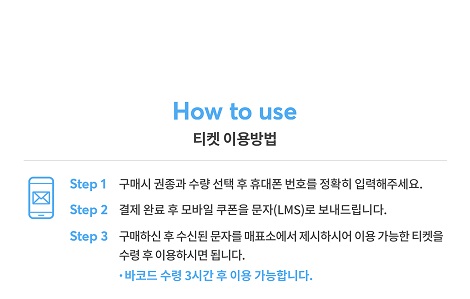 How to use
티켓 이용방법
Step 1 구매시 권종과 수량 선택 후 휴대폰 번호를 정확히 입력해주세요.
Step 2 결제 완료 후 모바일 쿠폰을 문자(LMS)로 보내드립니다.
Step 3 구매하신 후 수신된 문자를 매표소에서 제시하시어 이용 가능한 티켓을
수령 후 이용하시면 됩니다.
· 바코드 수령 3시간 후 이용 가능합니다.